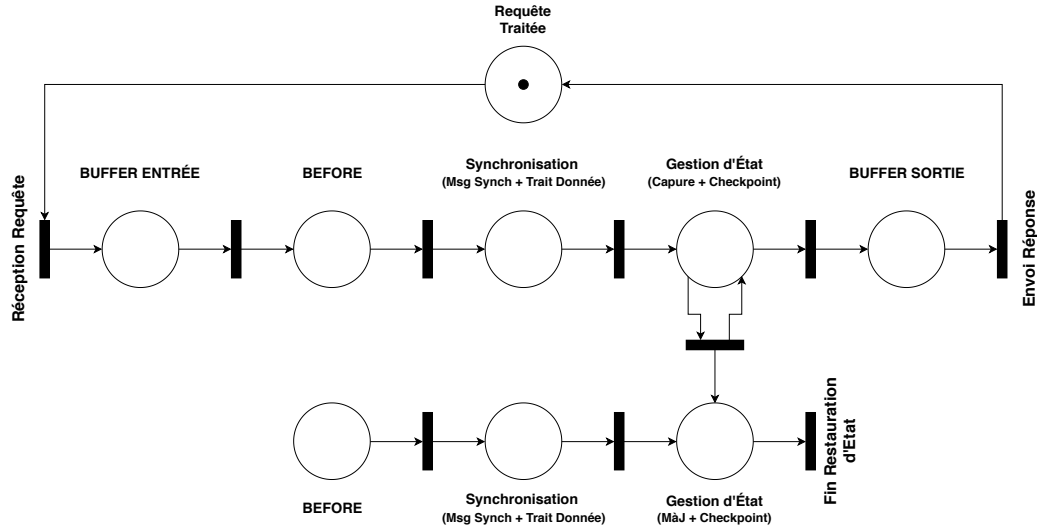 Requête
Traitée
BUFFER ENTRÉE
BEFORE
Synchronisation
(Msg Synch + Trait Donnée)
Gestion d'État
(Capure + Checkpoint)
BUFFER SORTIE
Réception Requête
Envoi Réponse
BEFORE
Synchronisation
(Msg Synch + Trait Donnée)
Gestion d'État
(MàJ + Checkpoint)
Fin Restauration
d'Etat